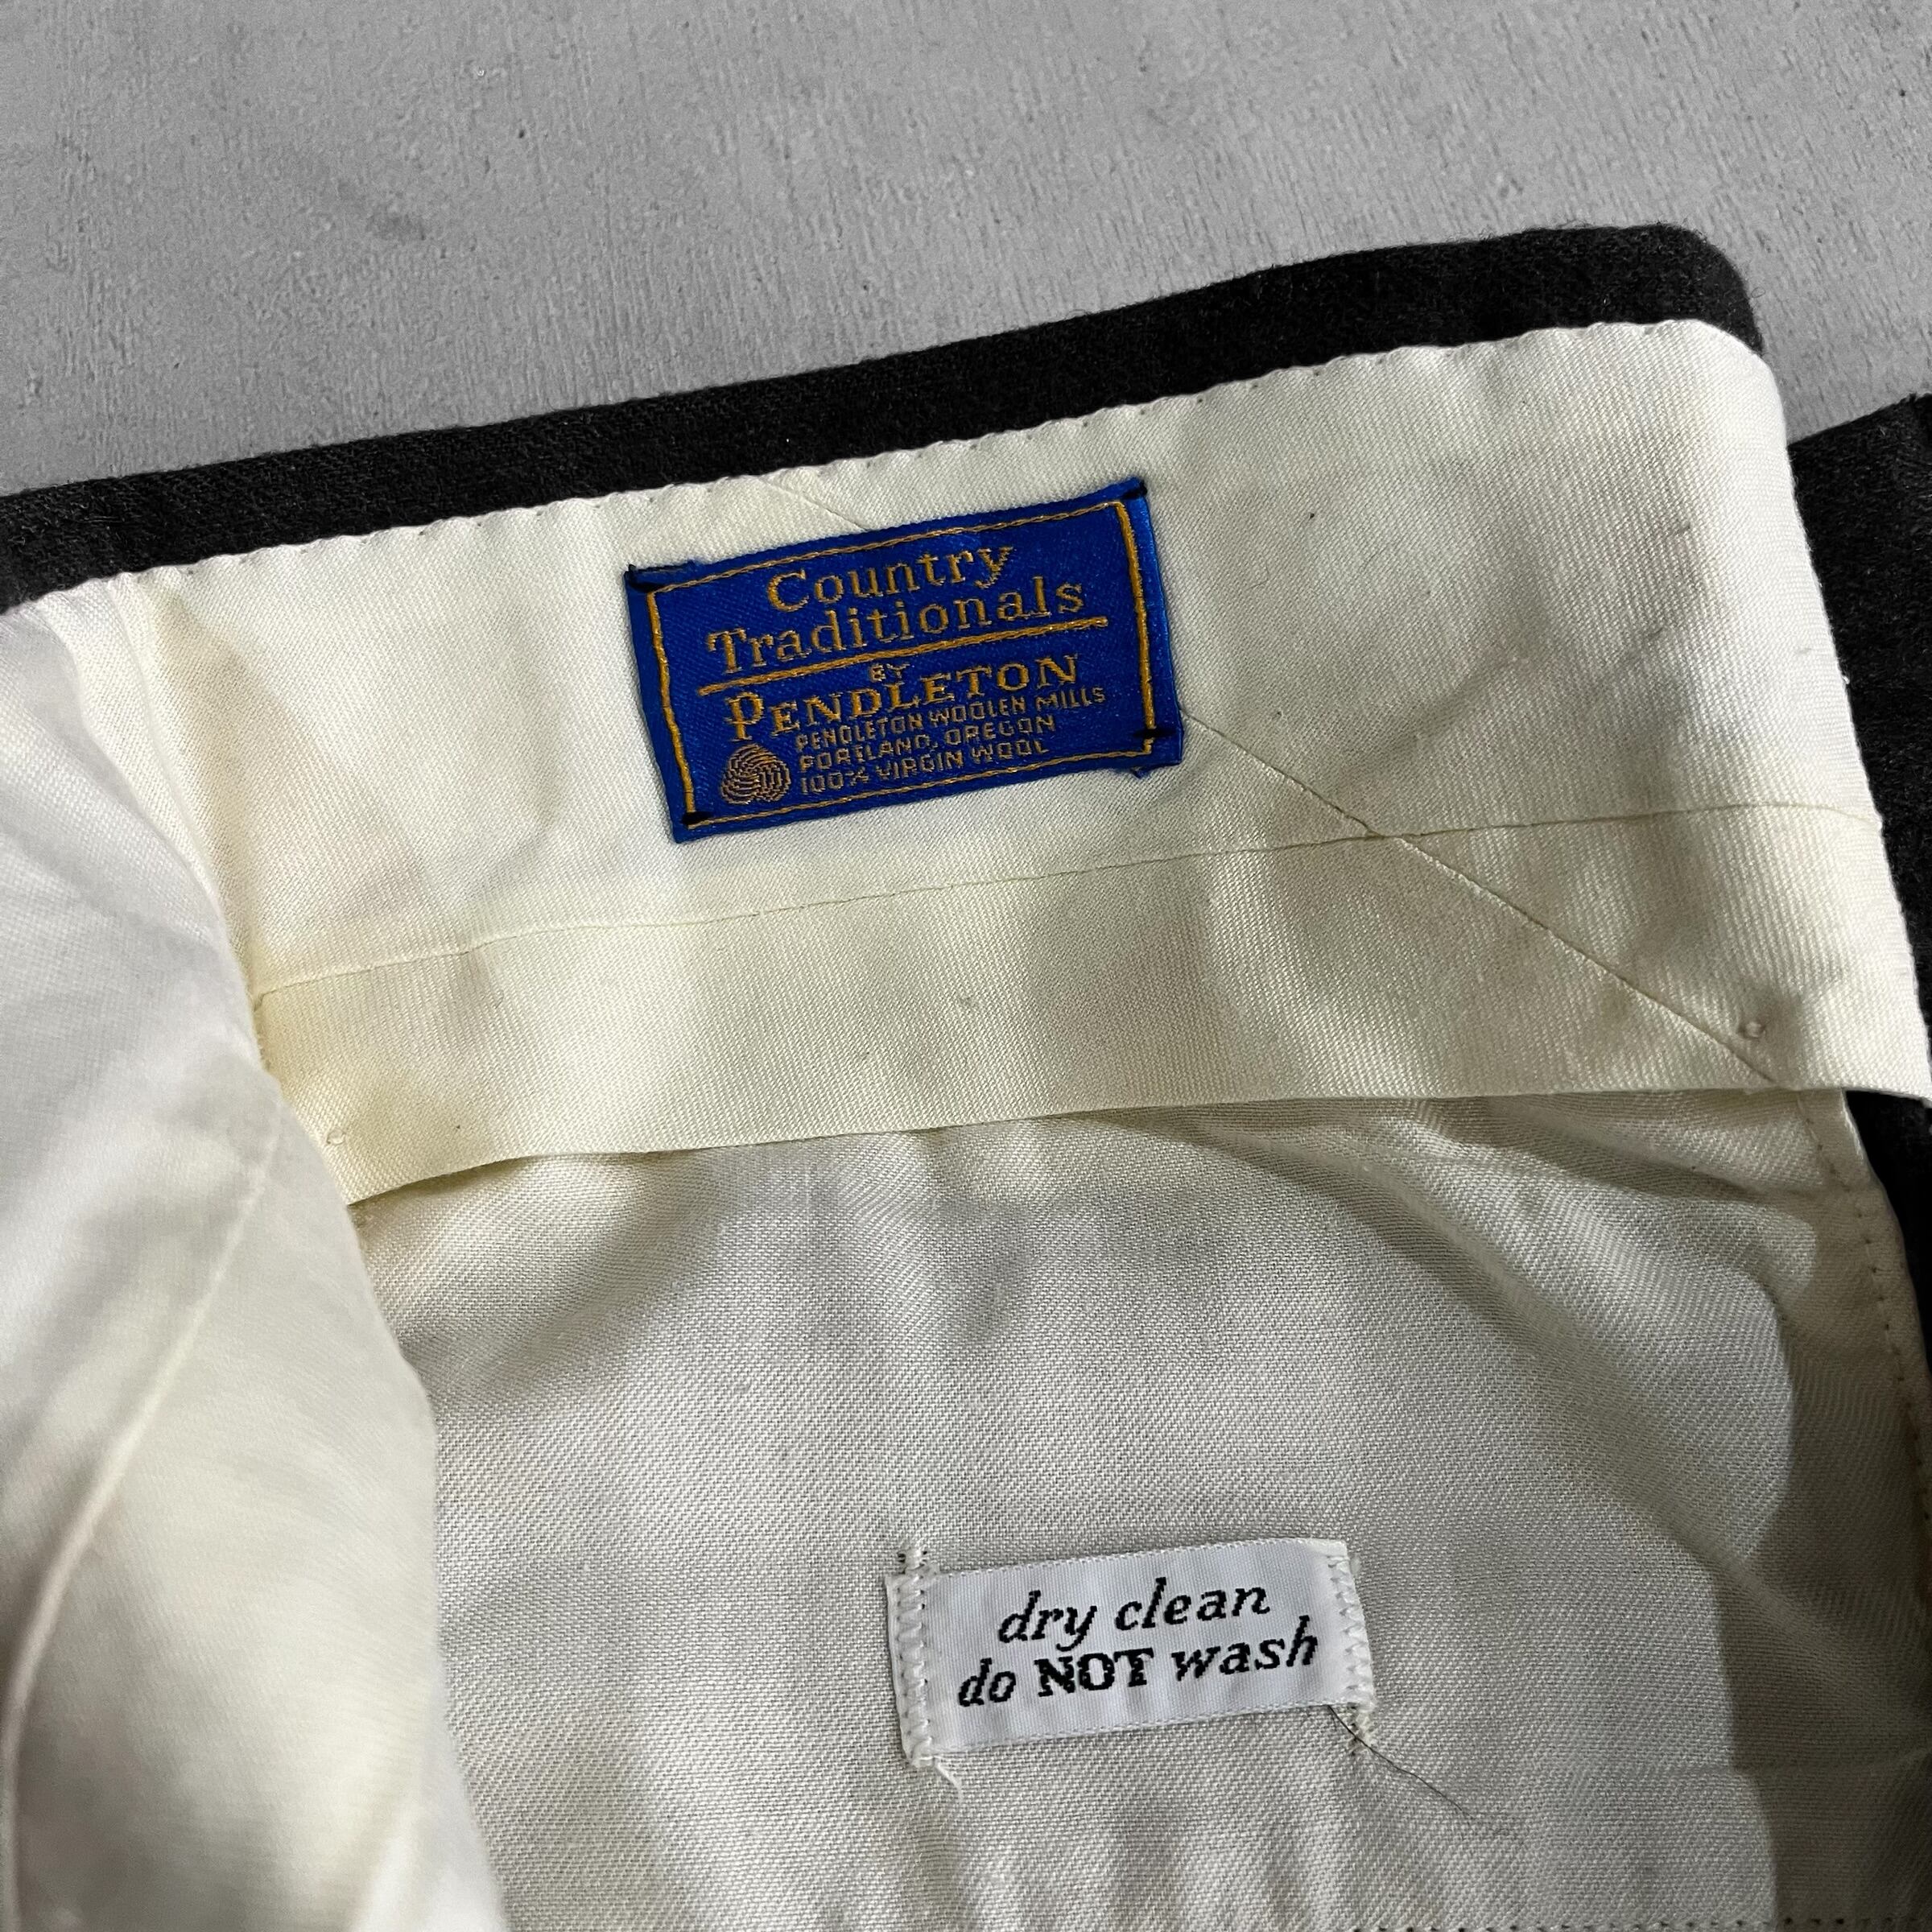 Country
Traditionals
BY
PENDLETON
PENDLETON WOOLEN MILLS
PORTLAND, OREGON
100% VIRGIN WOOL
dry clean
do NOT wash